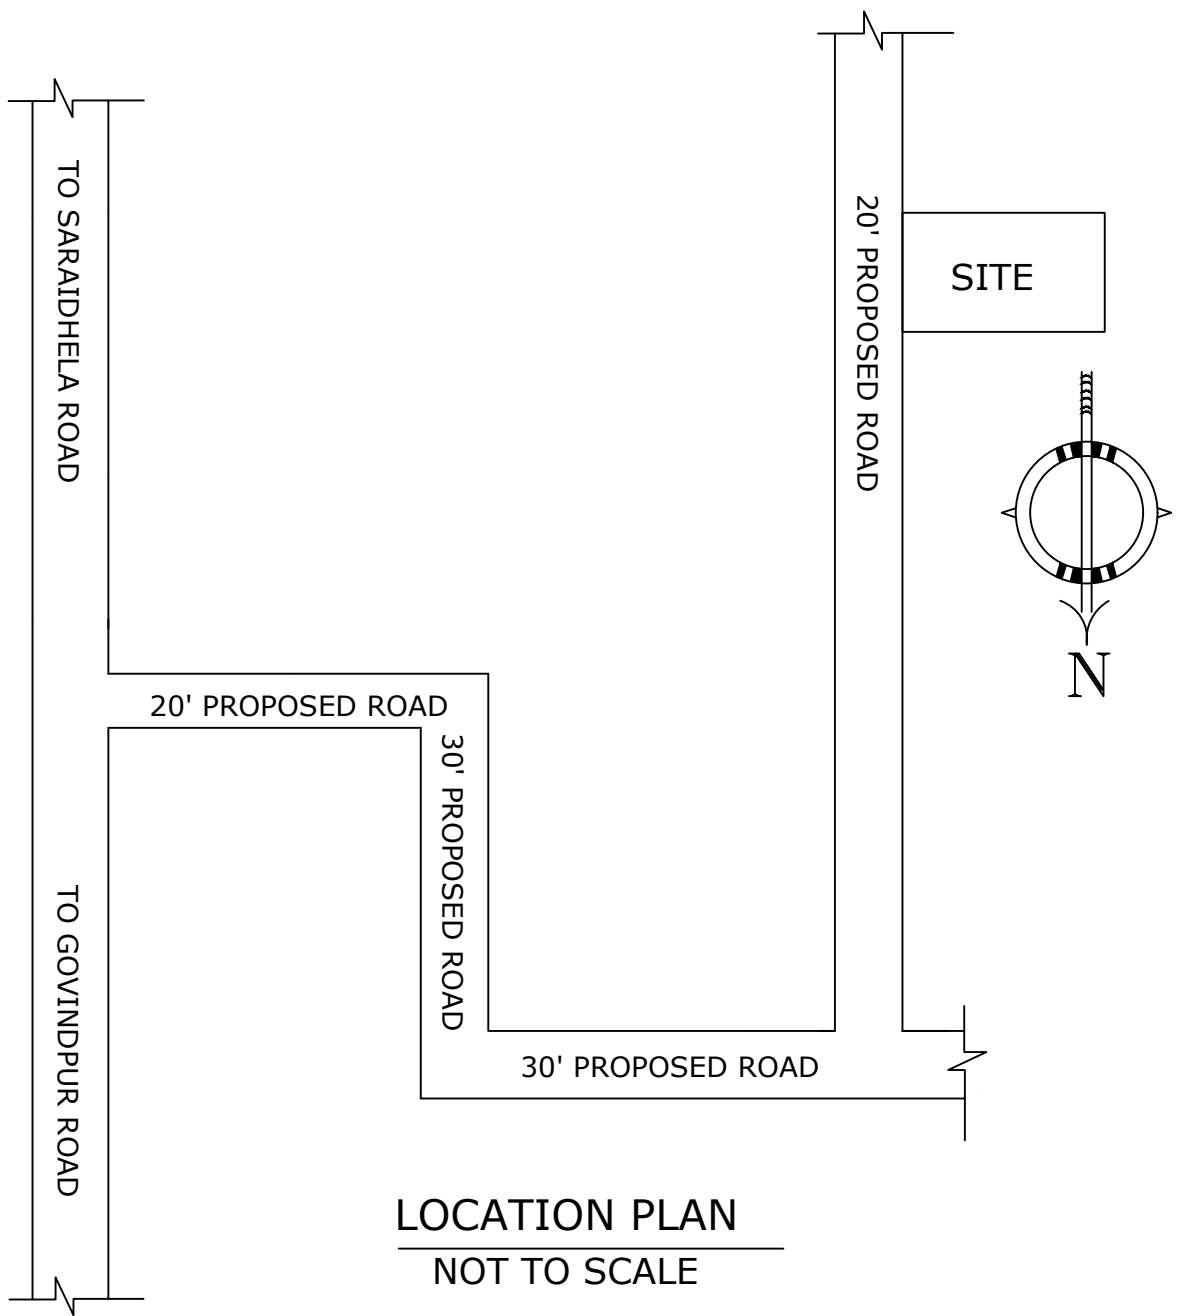 TO SARAIDHELA ROAD
20' PROPOSED ROAD
SITE
N
20' PROPOSED ROAD
30' PROPOSED ROAD
TO GOVINDPUR ROAD
30' PROPOSED ROAD
LOCATION PLAN
NOT TO SCALE